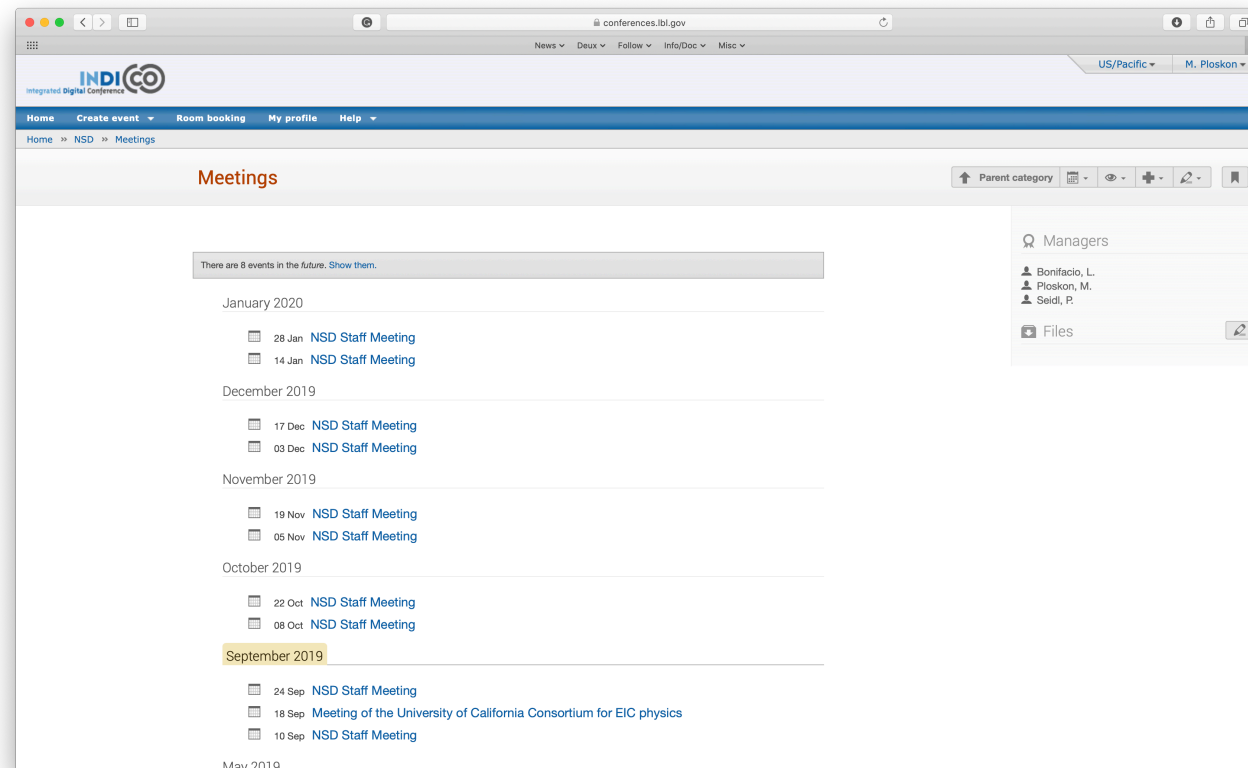 conferences.lbl.gov
News Deux Follow Info/Doc Misc
US/Pacific M. Ploskon
INDICO
Integrated Digital Conference
Home Create event Room booking My profile Help
Home » NSD » Meetings
Meetings
Parent category
There are 8 events in the future. Show them.
January 2020
28 Jan NSD Staff Meeting
14 Jan NSD Staff Meeting
December 2019
17 Dec NSD Staff Meeting
03 Dec NSD Staff Meeting
November 2019
19 Nov NSD Staff Meeting
05 Nov NSD Staff Meeting
October 2019
22 Oct NSD Staff Meeting
08 Oct NSD Staff Meeting
September 2019
24 Sep NSD Staff Meeting
18 Sep Meeting of the University of California Consortium for EIC physics
10 Sep NSD Staff Meeting
May 2019
Managers
Bonifacio, L.
Ploskon, M.
Seidl, P.
Files